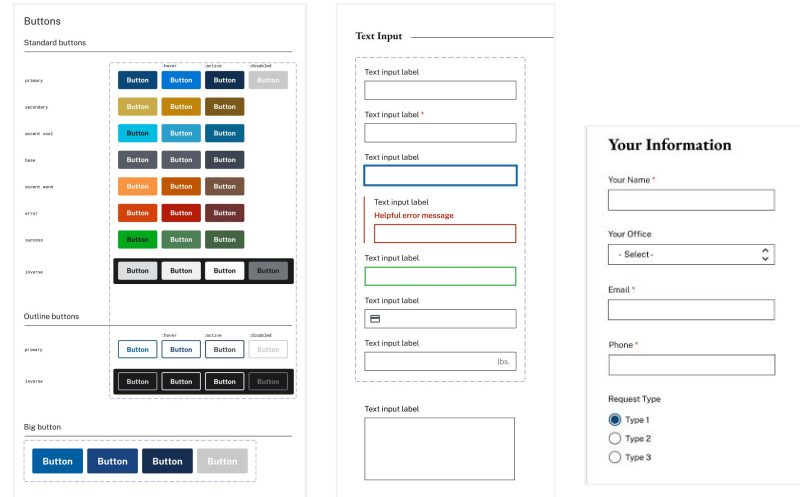 Buttons
Standard buttons
:hover :active :disabled
primary Button Button Button Button
secondary Button Button Button
accent cool Button Button Button
base Button Button Button
accent warm Button Button Button
error Button Button Button
success Button Button Button
inverse Button Button Button Button
Outline buttons
:hover :active :disabled
primary Button Button Button Button
inverse Button Button Button Button
Big button
Button Button Button Button
Text Input
Text input label
Text input label *
Text input label
Text input label
Helpful error message
Text input label
Text input label
Text input label
lbs.
Text input label
Your Information
Your Name *
Your Office
- Select -
Email *
Phone *
Request Type
Type 1
Type 2
Type 3